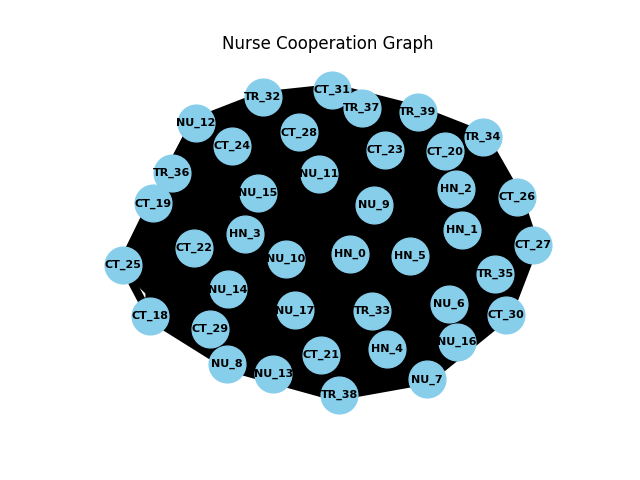 Nurse Cooperation Graph
CT_31
TR_32
TR_37
TR_39
NU_12
CT_28
TR_34
CT_24
CT_23
CT_20
TR_36
NU_11
HN_2
NU_15
CT_26
CT_19
NU_9
HN_1
HN_3
CT_27
CT_22
HN_0
HN_5
NU_10
CT_25
TR_35
NU_14
NU_6
NU_17
TR_33
CT_30
CT_18
CT_29
NU_16
HN_4
CT_21
NU_8
NU_13
NU_7
TR_38